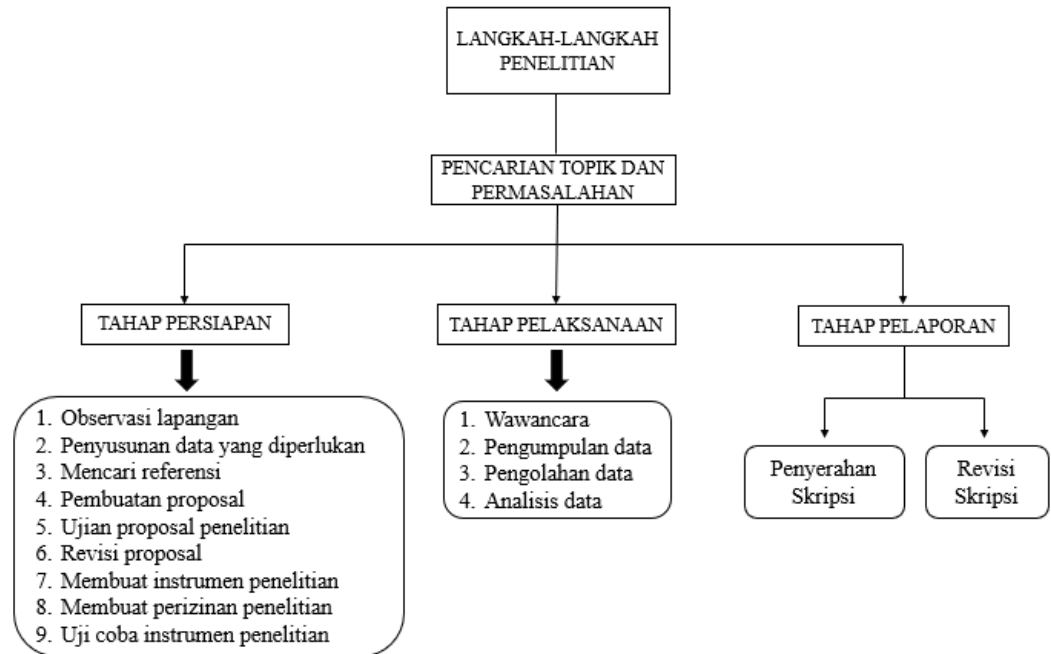 LANGKAH-LANGKAH
PENELITIAN
PENCARIAN TOPIK DAN
PERMASALAHAN
TAHAP PERSIAPAN
TAHAP PELAKSANAAN
TAHAP PELAPORAN
1. Observasi lapangan
2. Penyusunan data yang diperlukan
3. Mencari referensi
4. Pembuatan proposal
5. Ujian proposal penelitian
6. Revisi proposal
7. Membuat instrumen penelitian
8. Membuat perizinan penelitian
9. Uji coba instrumen penelitian
1. Wawancara
2. Pengumpulan data
3. Pengolahan data
4. Analisis data
Penyerahan
Skripsi
Revisi
Skripsi